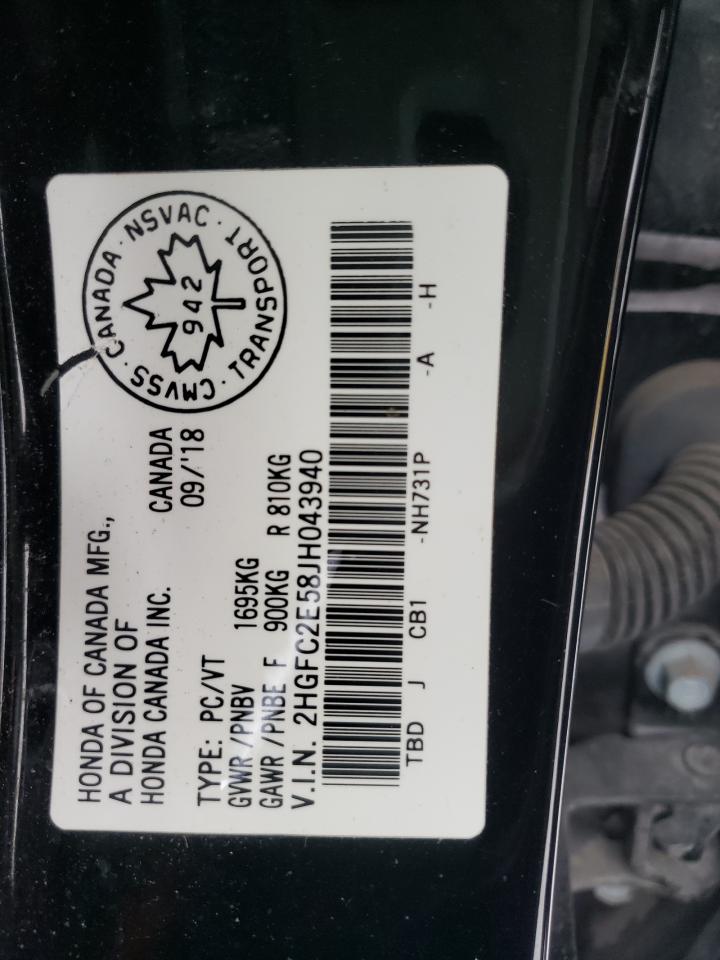 HONDA OF CANADA MFG.,
A DIVISION OF
HONDA CANADA INC.
CANADA
09/'18
TYPE: PC/VT
GVWR/PNBV 1695KG
GAWR/PNBE F 900KG R 810KG
V.I.N. 2HGFC2E58JH043940
TBD J CB1 -NH731P -A -H
CANADA · NSVAC · TRANSPORT · CMVSS ·
942